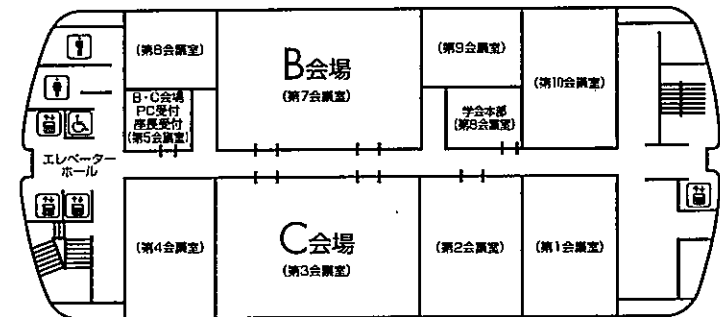 (第6会議室)
B会場
(第7会議室)
(第9会議室)
(第10会議室)
B・C会場
PC受付
座長受付
(第5会議室)
学会本部
(第8会議室)
エレベーター
ホール
(第4会議室)
C会場
(第3会議室)
(第2会議室)
(第1会議室)